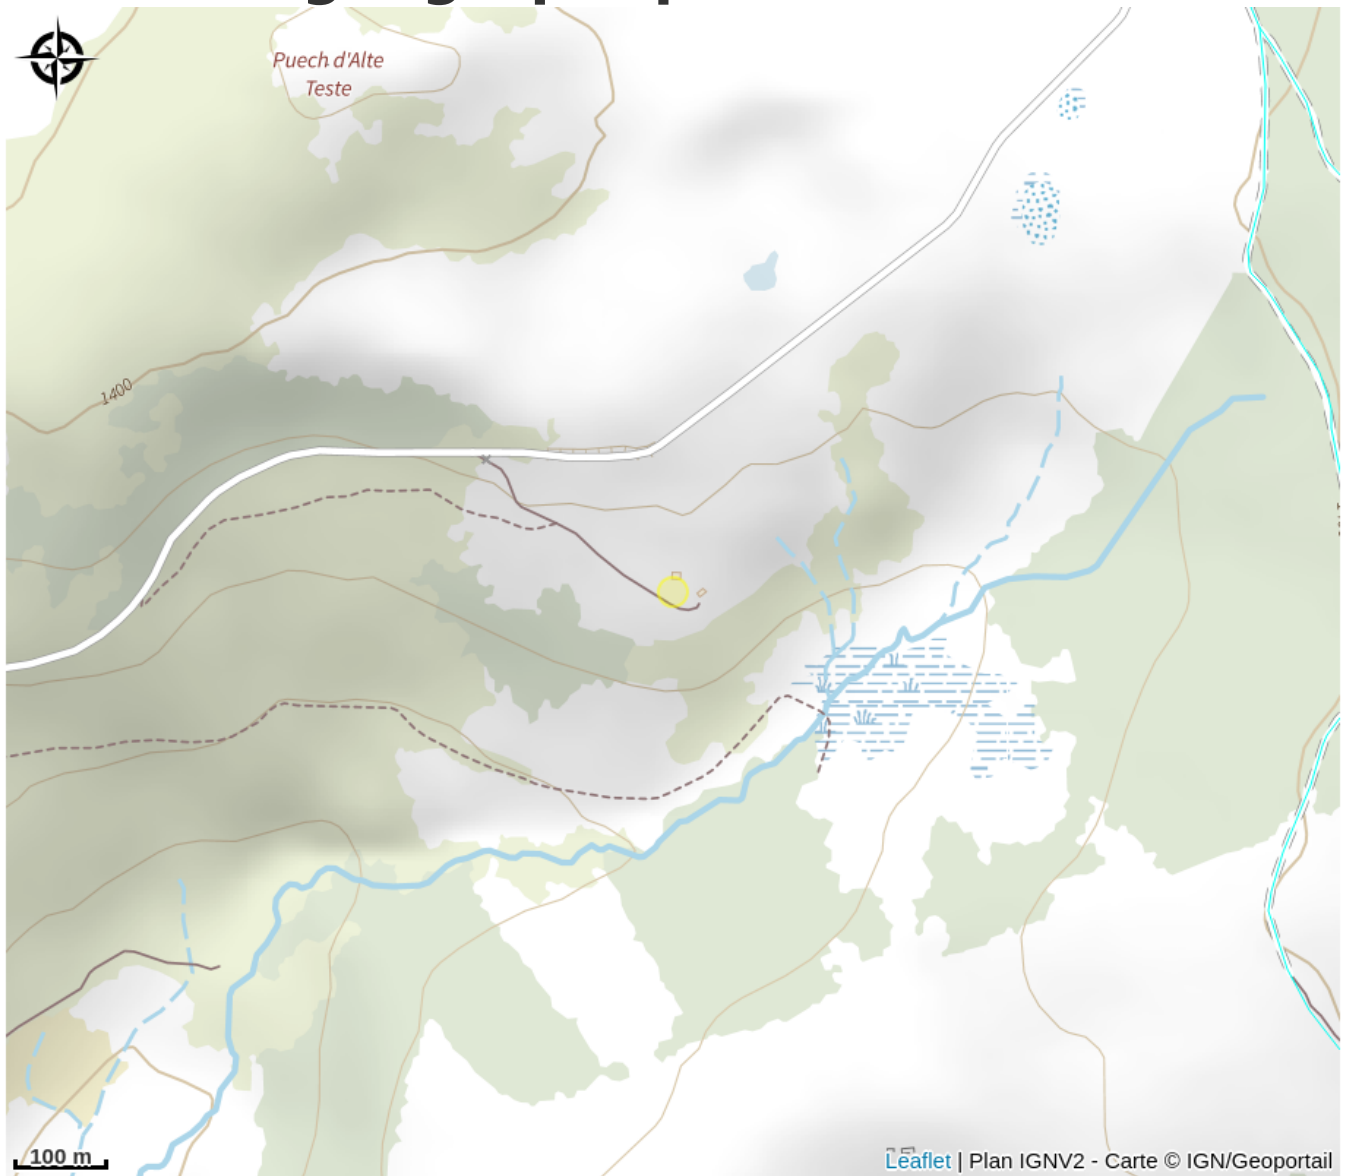 Puech d'Alte
Teste
1400
100 m
Leaflet | Plan IGNV2 - Carte © IGN/Geoportail